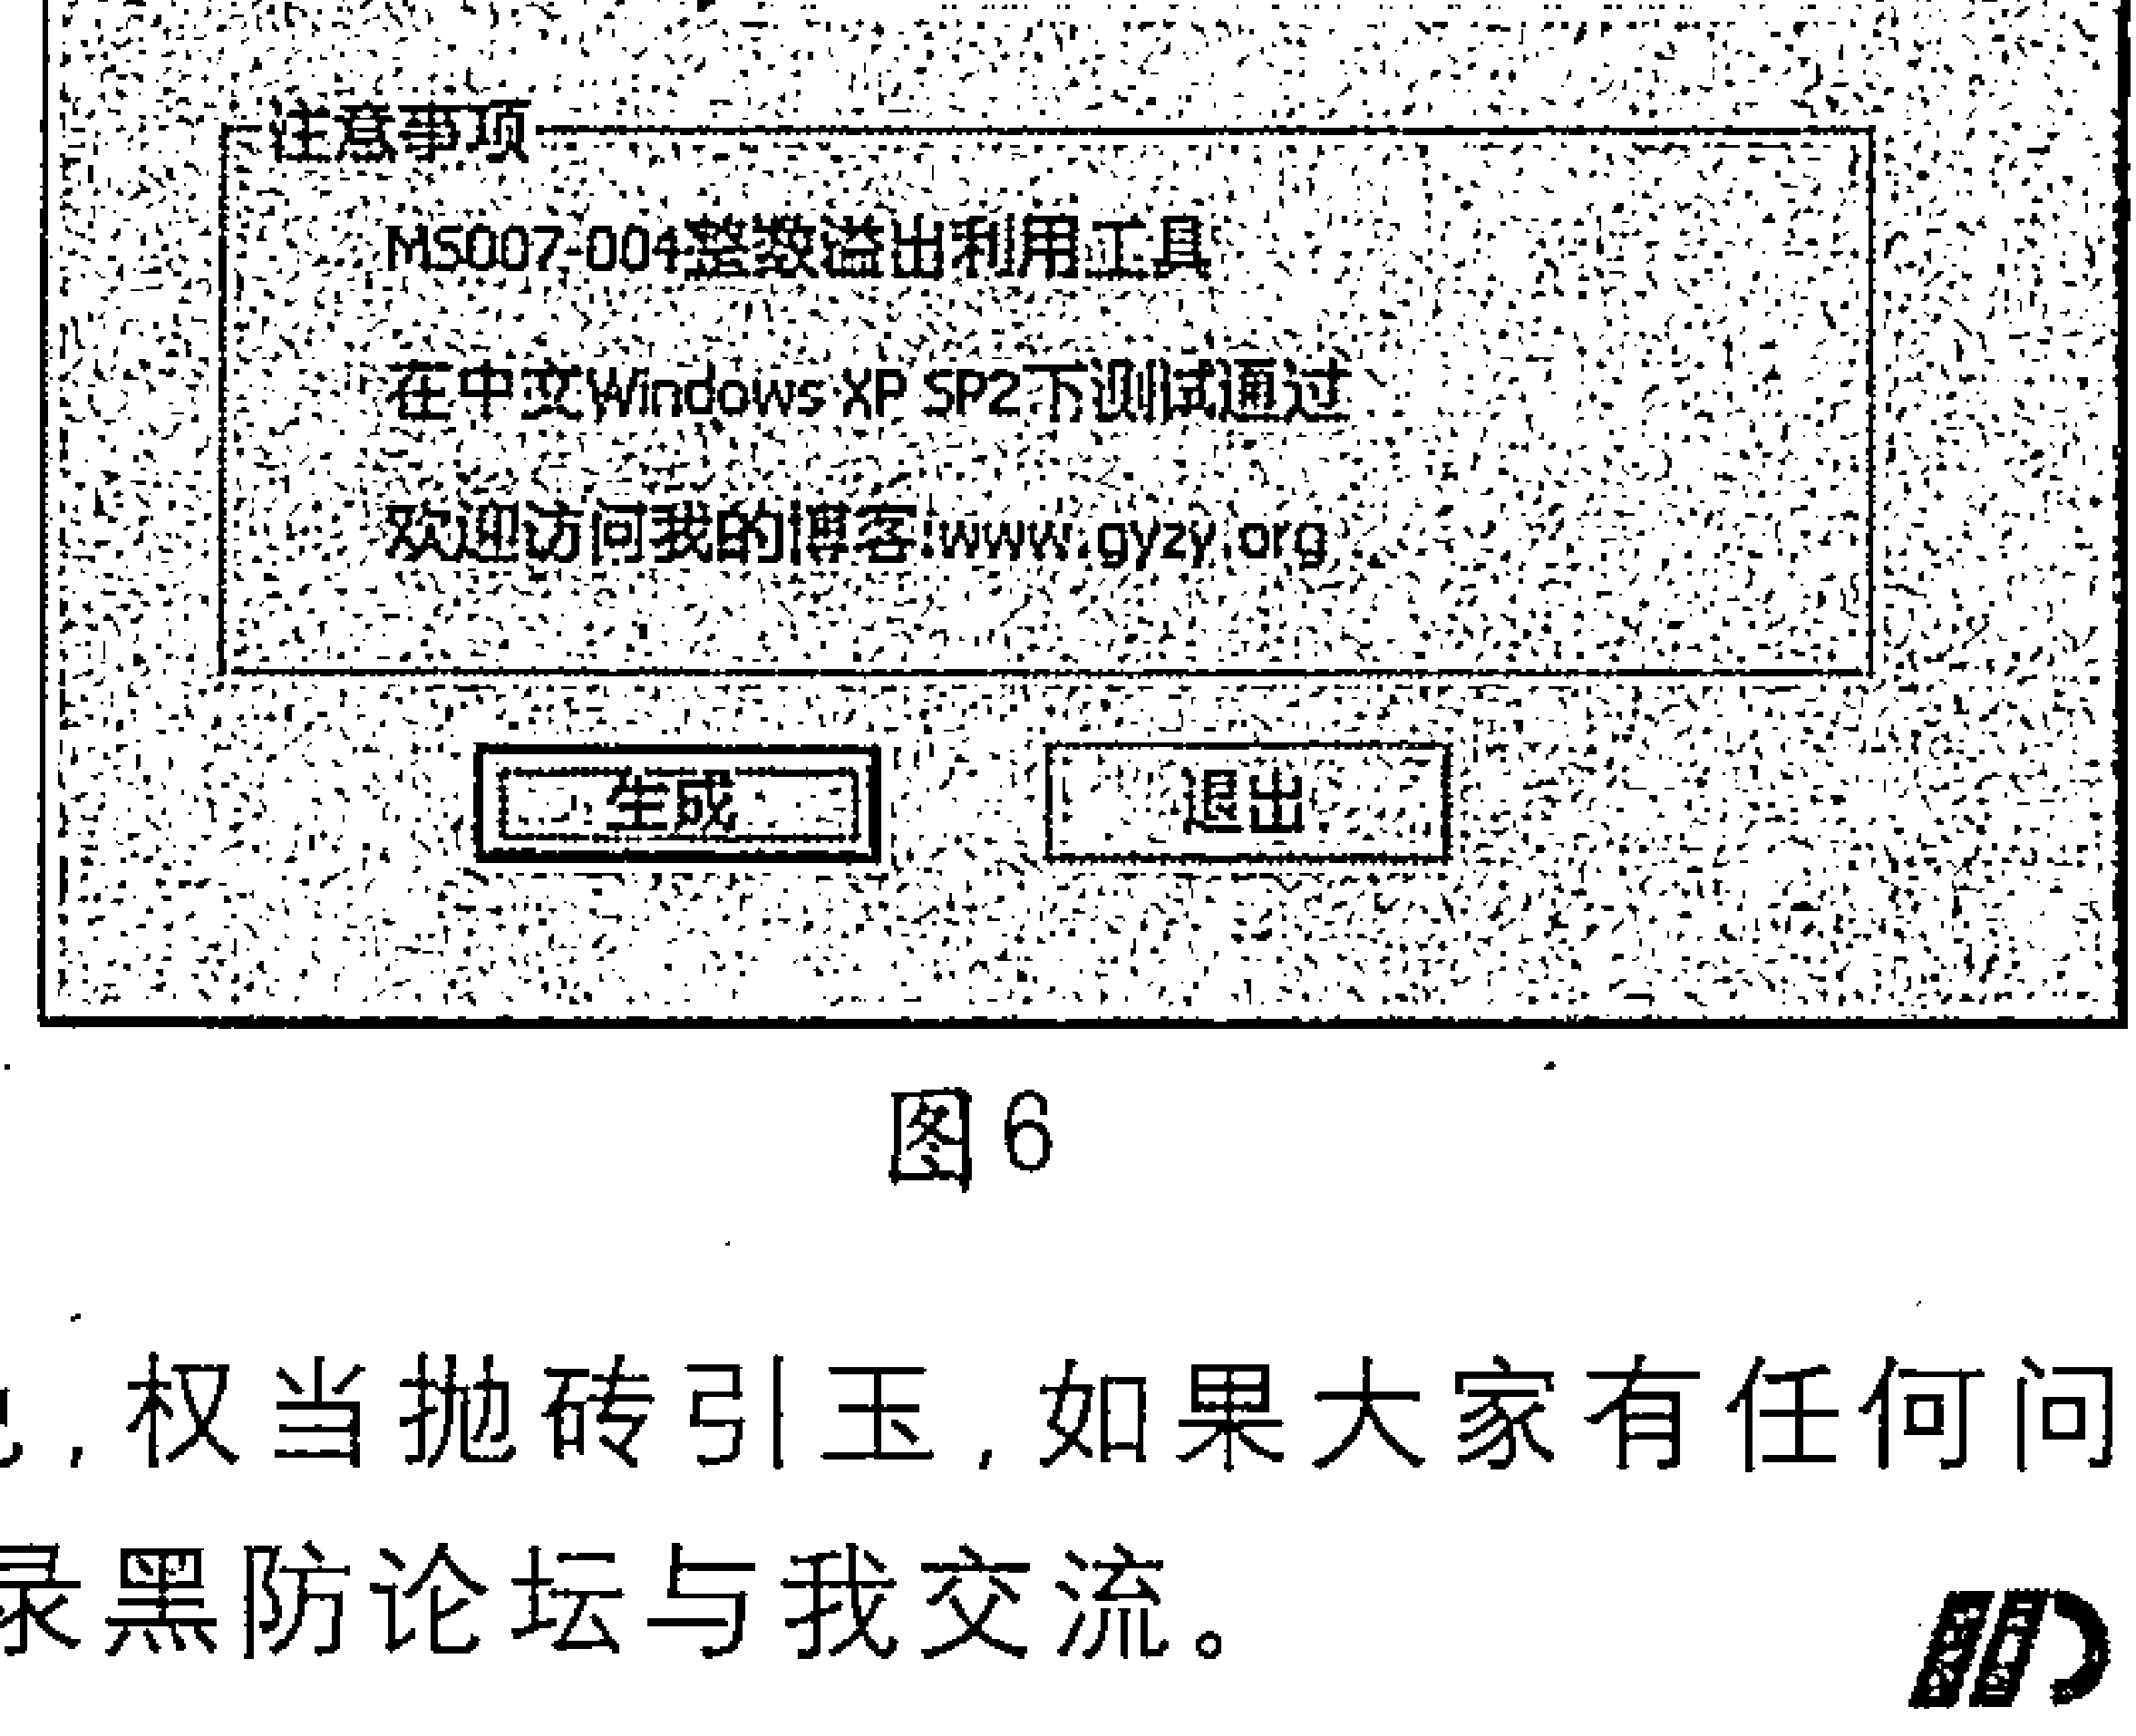 注意事项
MS007-004整数溢出利用工具
在中文Windows XP SP2下测试通过
欢迎访问我的博客:www.gyzy.org
生成 退出
图6
,权当抛砖引玉,如果大家有任何问
录黑防论坛与我交流。